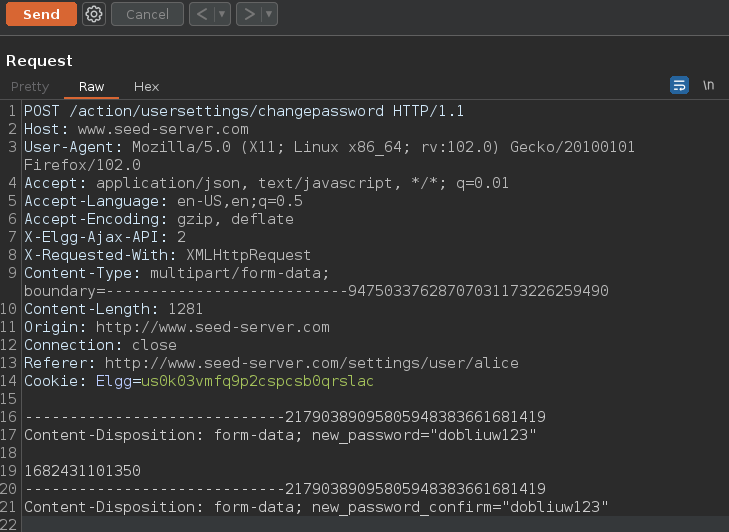 Send
Cancel
< ▼
> ▼
Request
Pretty
Raw
Hex
\n
1 POST /action/usersettings/changepassword HTTP/1.1
2 Host: www.seed-server.com
3 User-Agent: Mozilla/5.0 (X11; Linux x86_64; rv:102.0) Gecko/20100101
Firefox/102.0
4 Accept: application/json, text/javascript, */*; q=0.01
5 Accept-Language: en-US,en;q=0.5
6 Accept-Encoding: gzip, deflate
7 X-Elgg-Ajax-API: 2
8 X-Requested-With: XMLHttpRequest
9 Content-Type: multipart/form-data;
boundary=---------------------------947503376287070311732262594​90
10 Content-Length: 1281
11 Origin: http://www.seed-server.com
12 Connection: close
13 Referer: http://www.seed-server.com/settings/user/alice
14 Cookie: Elgg=us0k03vmfq9p2cspcsb0qrslac
15
16 -----------------------------21790389095805948383661681419
17 Content-Disposition: form-data; new_password="dobliuw123"
18
19 1682431101350
20 -----------------------------21790389095805948383661681419
21 Content-Disposition: form-data; new_password_confirm="dobliuw123"
22